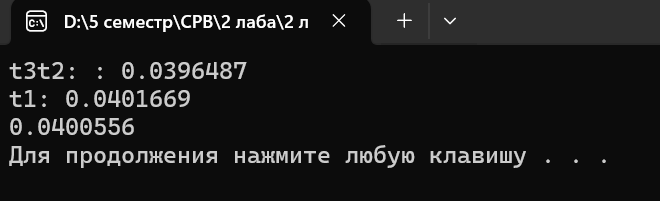 D:\5 семестр\СРВ\2 лаба\2 л
t3t2: : 0.0396487
t1: 0.0401669
0.0400556
Для продолжения нажмите любую клавишу . . .